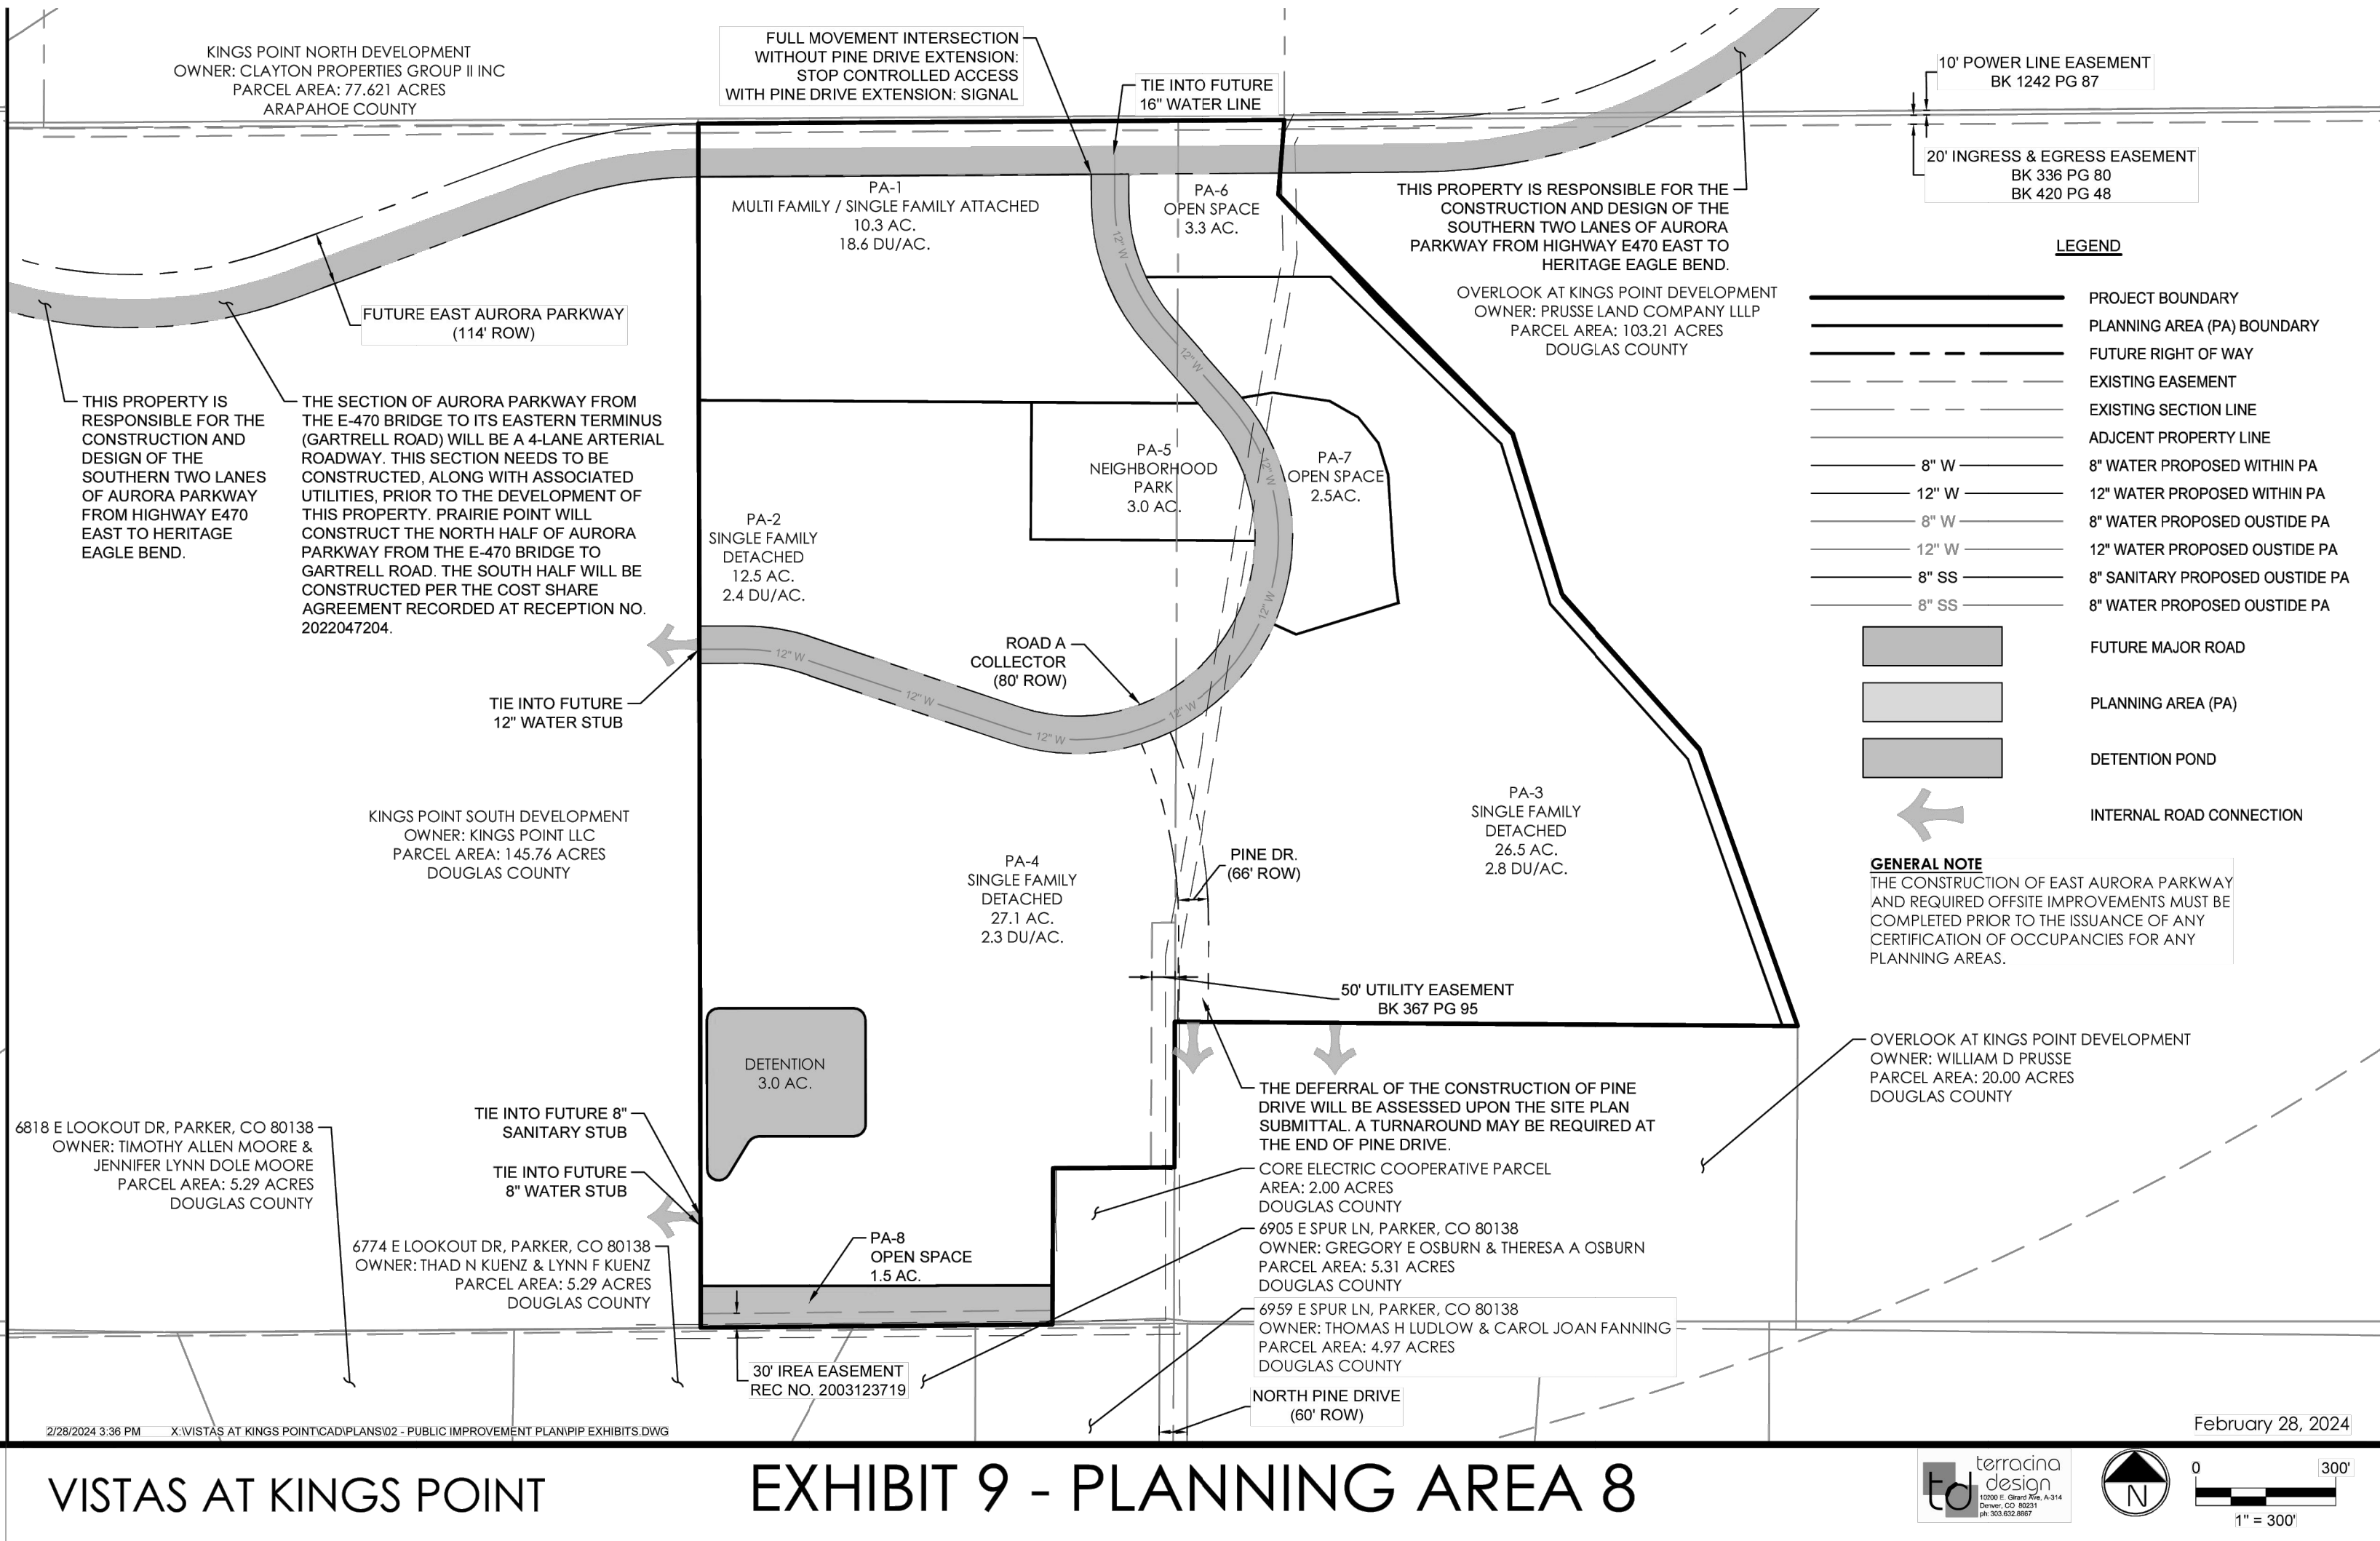 KINGS POINT NORTH DEVELOPMENT
OWNER: CLAYTON PROPERTIES GROUP II INC
PARCEL AREA: 77.621 ACRES
ARAPAHOE COUNTY
FULL MOVEMENT INTERSECTION
WITHOUT PINE DRIVE EXTENSION:
STOP CONTROLLED ACCESS
WITH PINE DRIVE EXTENSION: SIGNAL
TIE INTO FUTURE
16" WATER LINE
10' POWER LINE EASEMENT
BK 1242 PG 87
20' INGRESS & EGRESS EASEMENT
BK 336 PG 80
BK 420 PG 48
PA-1
MULTI FAMILY / SINGLE FAMILY ATTACHED
10.3 AC.
18.6 DU/AC.
PA-6
OPEN SPACE
3.3 AC.
THIS PROPERTY IS RESPONSIBLE FOR THE
CONSTRUCTION AND DESIGN OF THE
SOUTHERN TWO LANES OF AURORA
PARKWAY FROM HIGHWAY E470 EAST TO
HERITAGE EAGLE BEND.
OVERLOOK AT KINGS POINT DEVELOPMENT
OWNER: PRUSSE LAND COMPANY LLLP
PARCEL AREA: 103.21 ACRES
DOUGLAS COUNTY
FUTURE EAST AURORA PARKWAY
(114' ROW)
THIS PROPERTY IS
RESPONSIBLE FOR THE
CONSTRUCTION AND
DESIGN OF THE
SOUTHERN TWO LANES
OF AURORA PARKWAY
FROM HIGHWAY E470
EAST TO HERITAGE
EAGLE BEND.
THE SECTION OF AURORA PARKWAY FROM
THE E-470 BRIDGE TO ITS EASTERN TERMINUS
(GARTRELL ROAD) WILL BE A 4-LANE ARTERIAL
ROADWAY. THIS SECTION NEEDS TO BE
CONSTRUCTED, ALONG WITH ASSOCIATED
UTILITIES, PRIOR TO THE DEVELOPMENT OF
THIS PROPERTY. PRAIRIE POINT WILL
CONSTRUCT THE NORTH HALF OF AURORA
PARKWAY FROM THE E-470 BRIDGE TO
GARTRELL ROAD. THE SOUTH HALF WILL BE
CONSTRUCTED PER THE COST SHARE
AGREEMENT RECORDED AT RECEPTION NO.
2022047204.
12" W
12" W
12" W
12" W
12" W
12" W
12" W
12" W
PA-5
NEIGHBORHOOD
PARK
3.0 AC.
PA-7
OPEN SPACE
2.5AC.
PA-2
SINGLE FAMILY
DETACHED
12.5 AC.
2.4 DU/AC.
ROAD A
COLLECTOR
(80' ROW)
TIE INTO FUTURE
12" WATER STUB
KINGS POINT SOUTH DEVELOPMENT
OWNER: KINGS POINT LLC
PARCEL AREA: 145.76 ACRES
DOUGLAS COUNTY
PA-3
SINGLE FAMILY
DETACHED
26.5 AC.
2.8 DU/AC.
PA-4
SINGLE FAMILY
DETACHED
27.1 AC.
2.3 DU/AC.
PINE DR.
(66' ROW)
50' UTILITY EASEMENT
BK 367 PG 95
DETENTION
3.0 AC.
LEGEND
PROJECT BOUNDARY
PLANNING AREA (PA) BOUNDARY
FUTURE RIGHT OF WAY
EXISTING EASEMENT
EXISTING SECTION LINE
ADJCENT PROPERTY LINE
8" W 8" WATER PROPOSED WITHIN PA
12" W 12" WATER PROPOSED WITHIN PA
8" W 8" WATER PROPOSED OUSTIDE PA
12" W 12" WATER PROPOSED OUSTIDE PA
8" SS 8" SANITARY PROPOSED OUSTIDE PA
8" SS 8" WATER PROPOSED OUSTIDE PA
FUTURE MAJOR ROAD
PLANNING AREA (PA)
DETENTION POND
INTERNAL ROAD CONNECTION
GENERAL NOTE
THE CONSTRUCTION OF EAST AURORA PARKWAY
AND REQUIRED OFFSITE IMPROVEMENTS MUST BE
COMPLETED PRIOR TO THE ISSUANCE OF ANY
CERTIFICATION OF OCCUPANCIES FOR ANY
PLANNING AREAS.
OVERLOOK AT KINGS POINT DEVELOPMENT
OWNER: WILLIAM D PRUSSE
PARCEL AREA: 20.00 ACRES
DOUGLAS COUNTY
THE DEFERRAL OF THE CONSTRUCTION OF PINE
DRIVE WILL BE ASSESSED UPON THE SITE PLAN
SUBMITTAL. A TURNAROUND MAY BE REQUIRED AT
THE END OF PINE DRIVE.
CORE ELECTRIC COOPERATIVE PARCEL
AREA: 2.00 ACRES
DOUGLAS COUNTY
6905 E SPUR LN, PARKER, CO 80138
OWNER: GREGORY E OSBURN & THERESA A OSBURN
PARCEL AREA: 5.31 ACRES
DOUGLAS COUNTY
6959 E SPUR LN, PARKER, CO 80138
OWNER: THOMAS H LUDLOW & CAROL JOAN FANNING
PARCEL AREA: 4.97 ACRES
DOUGLAS COUNTY
NORTH PINE DRIVE
(60' ROW)
TIE INTO FUTURE 8"
SANITARY STUB
TIE INTO FUTURE
8" WATER STUB
6818 E LOOKOUT DR, PARKER, CO 80138
OWNER: TIMOTHY ALLEN MOORE &
JENNIFER LYNN DOLE MOORE
PARCEL AREA: 5.29 ACRES
DOUGLAS COUNTY
6774 E LOOKOUT DR, PARKER, CO 80138
OWNER: THAD N KUENZ & LYNN F KUENZ
PARCEL AREA: 5.29 ACRES
DOUGLAS COUNTY
PA-8
OPEN SPACE
1.5 AC.
30' IREA EASEMENT
REC NO. 2003123719
2/28/2024 3:36 PM X:\VISTAS AT KINGS POINT\CAD\PLANS\02 - PUBLIC IMPROVEMENT PLAN\PIP EXHIBITS.DWG
February 28, 2024
VISTAS AT KINGS POINT
EXHIBIT 9 - PLANNING AREA 8
td
terracina
design
10200 E. Girard Ave, A-314
Denver, CO 80231
ph: 303.632.8867
N
0 300'
1" = 300'